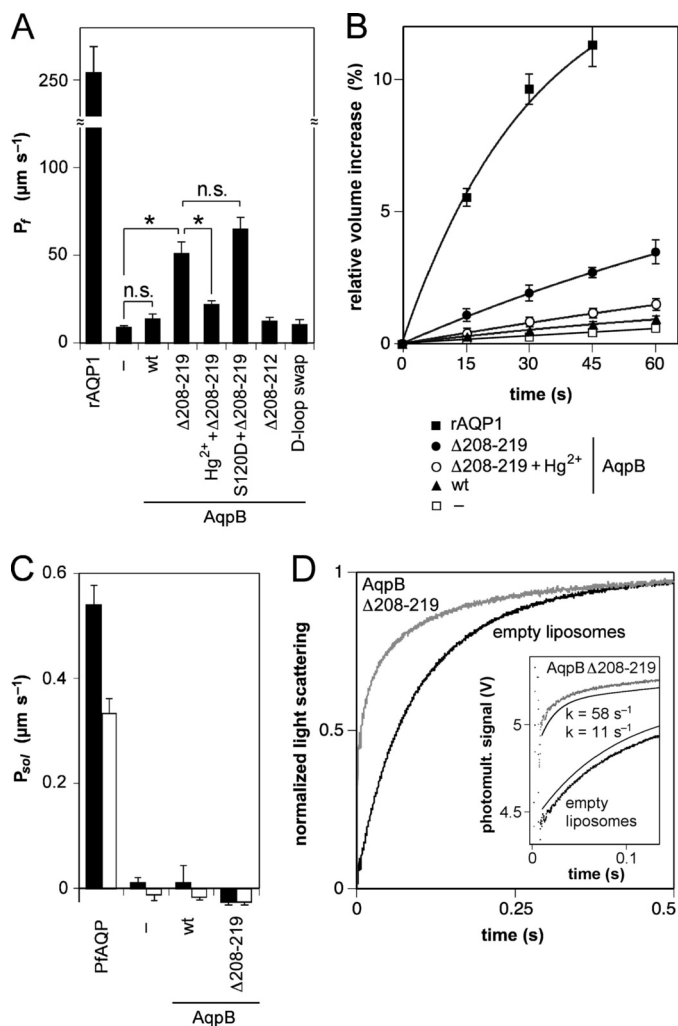 A
250
≈
≈
100
50
0
P_f (µm s⁻¹)
n.s.
*
*
n.s.
rAQP1
–
wt
Δ208-219
Hg²⁺+Δ208-219
S120D+Δ208-219
Δ208-212
D-loop swap
AqpB
B
relative volume increase (%)
10
5
0
0
15
30
45
60
time (s)
rAQP1
Δ208-219
Δ208-219 + Hg²⁺
wt
–
AqpB
C
P_sol (µm s⁻¹)
0.6
0.4
0.2
0
PfAQP
–
wt
Δ208-219
AqpB
D
normalized light scattering
1
0.5
0
0
0.25
0.5
time (s)
AqpB
Δ208-219
empty liposomes
photomult. signal (V)
5
4.5
AqpB Δ208-219
k = 58 s⁻¹
k = 11 s⁻¹
empty
liposomes
0
0.1
time (s)